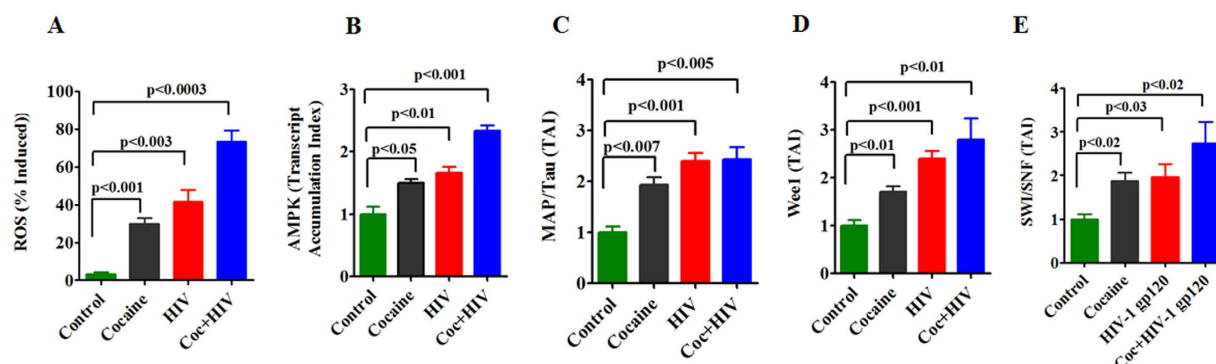 A
ROS (% Induced)}
100
80
60
40
20
0
p<0.0003
p<0.003
p<0.001
Control
Cocaine
HIV
Coc+HIV
B
AMPK (Transcript
Accumulation Index)
3
2
1
0
p<0.001
p<0.01
p<0.05
Control
Cocaine
HIV
Coc+HIV
C
MAP/Tau (TAI)
4
3
2
1
0
p<0.005
p<0.001
p<0.007
Control
Cocaine
HIV
Coc+HIV
D
Wee1 (TAI)
4
3
2
1
0
p<0.01
p<0.001
p<0.01
Control
Cocaine
HIV
Coc+HIV
E
SWI/SNF (TAI)
4
3
2
1
0
p<0.02
p<0.03
p<0.02
Control
Cocaine
HIV-1 gp120
Coc+HIV-1 gp120